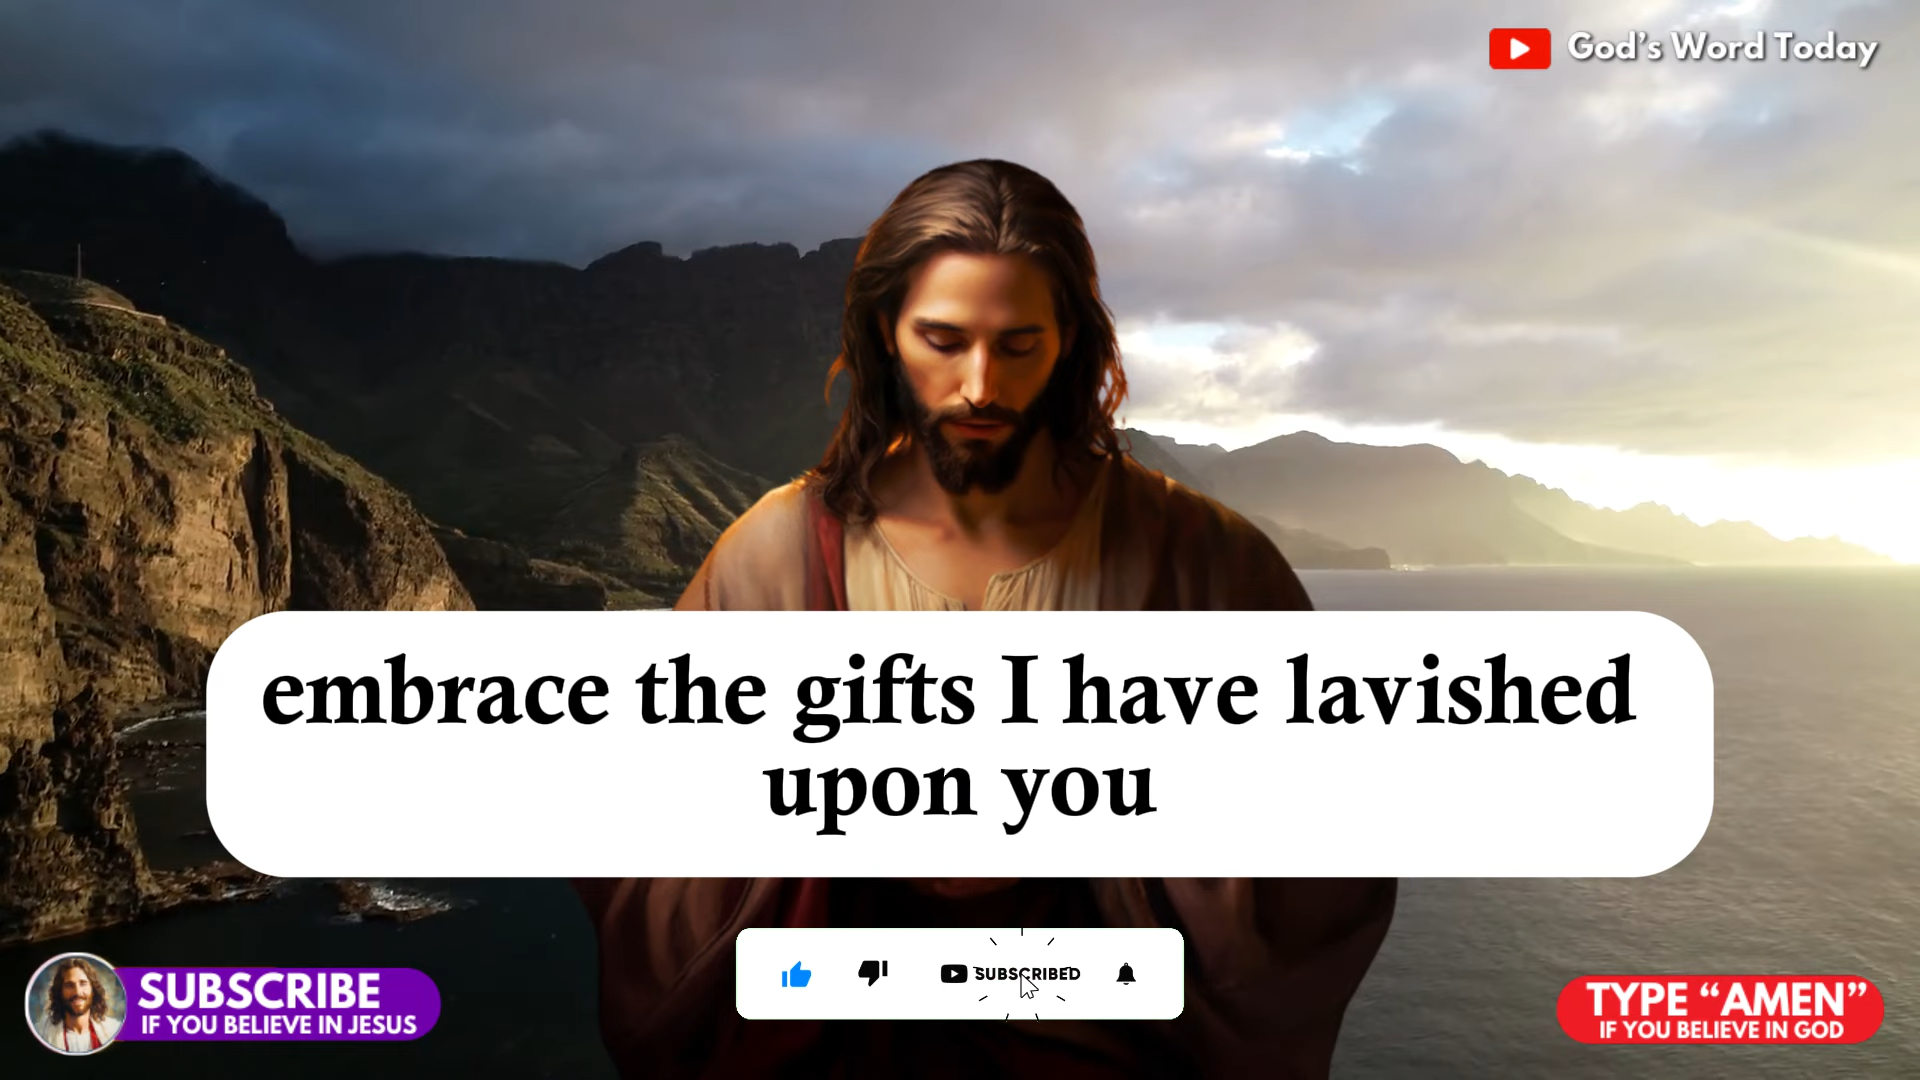 God's Word Today
embrace the gifts I have lavished
upon you
SUBSCRIBED
SUBSCRIBE
IF YOU BELIEVE IN JESUS
TYPE “AMEN”
IF YOU BELIEVE IN GOD